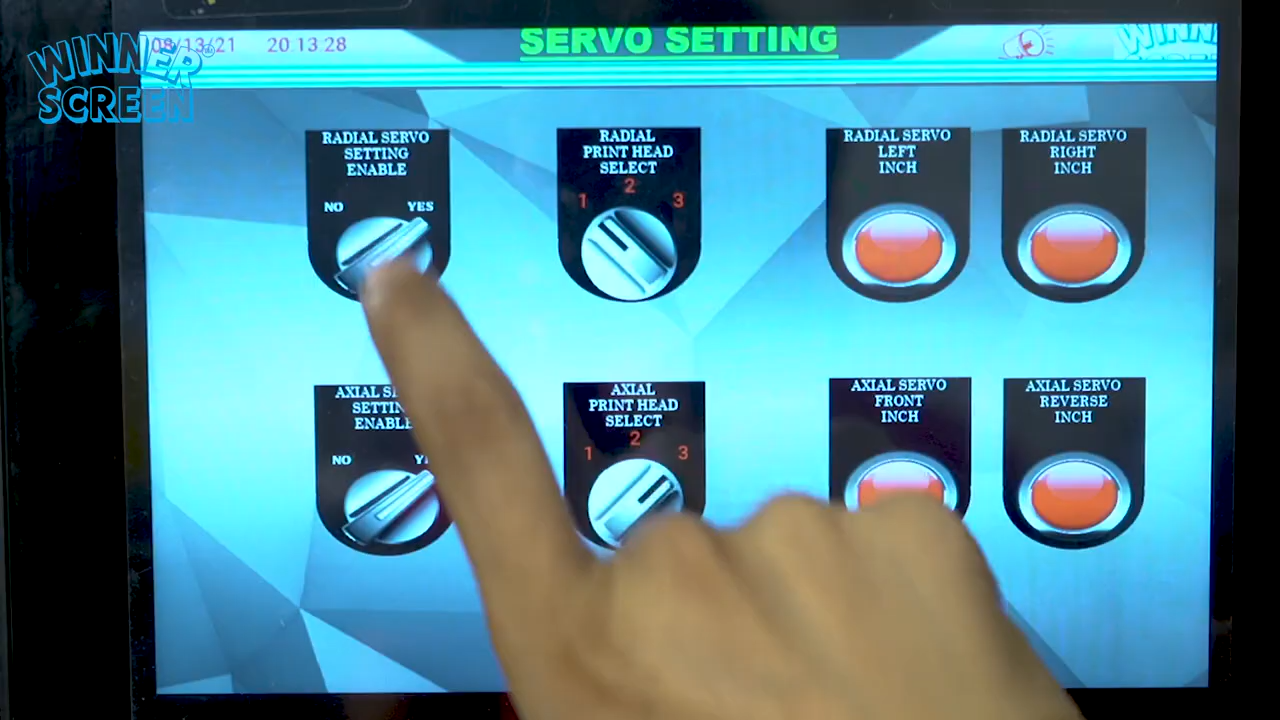 WINNER®
SCREEN
08/13/21 20:13:28
SERVO SETTING
WINN
RADIAL SERVO
SETTING
ENABLE
NO YES
RADIAL
PRINT HEAD
SELECT
1 2 3
RADIAL SERVO
LEFT
INCH
RADIAL SERVO
RIGHT
INCH
AXIAL
SETTIN
ENABLE
NO
AXIAL
PRINT HEAD
SELECT
1 2 3
AXIAL SERVO
FRONT
INCH
AXIAL SERVO
REVERSE
INCH